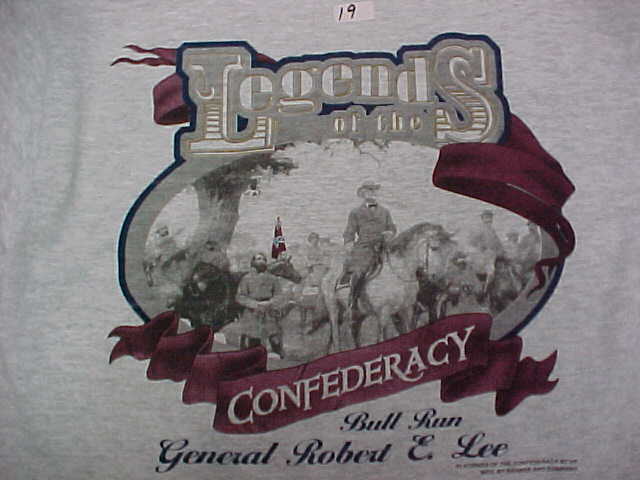 19
Legends
of the
CONFEDERACY
Bull Run
General Robert E. Lee